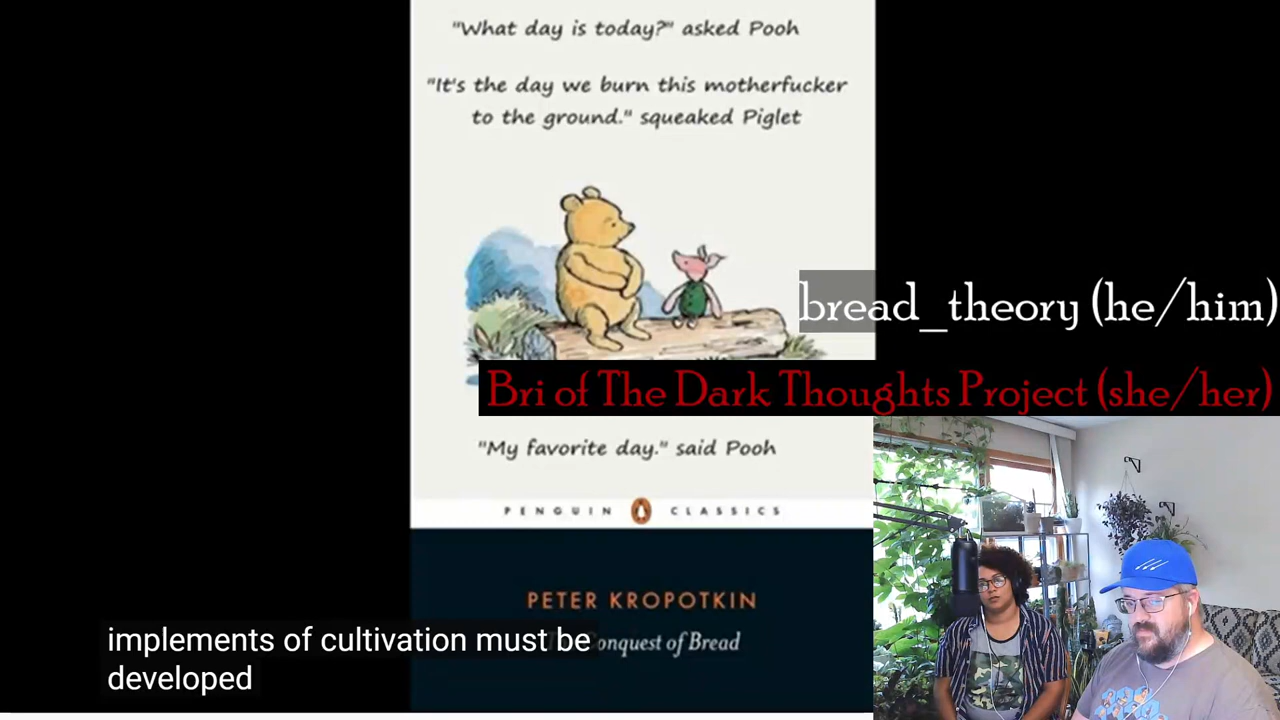 "What day is today?" asked Pooh
"It's the day we burn this motherfucker
to the ground." squeaked Piglet
bread_theory (he/him)
Bri of The Dark Thoughts Project (she/her)
"My favorite day." said Pooh
PENGUIN CLASSICS
PETER KROPOTKIN
onquest of Bread
implements of cultivation must be
developed